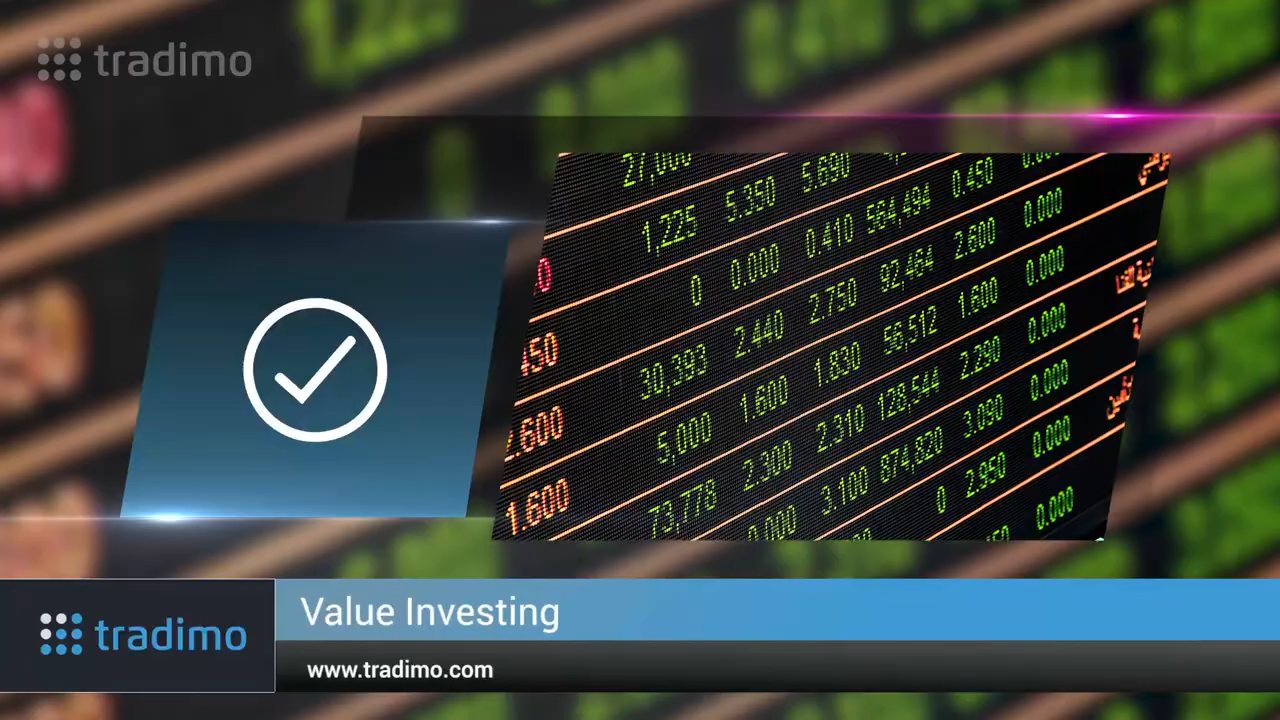 tradimo
27,000
0 1,225 5.350 5.690
450 0 0.000 0.410 564,494 0.450
2.600 30,393 2.440 2.750 92,464 2.600 0.000
1.600 5,000 1.600 1.830 56,512 1.600 0.000
73,778 2.300 2.310 128,544 2.290 0.000
0.000 3.100 874,820 3.090 0.000
0 2.950 0.000
0.000
tradimo
Value Investing
www.tradimo.com